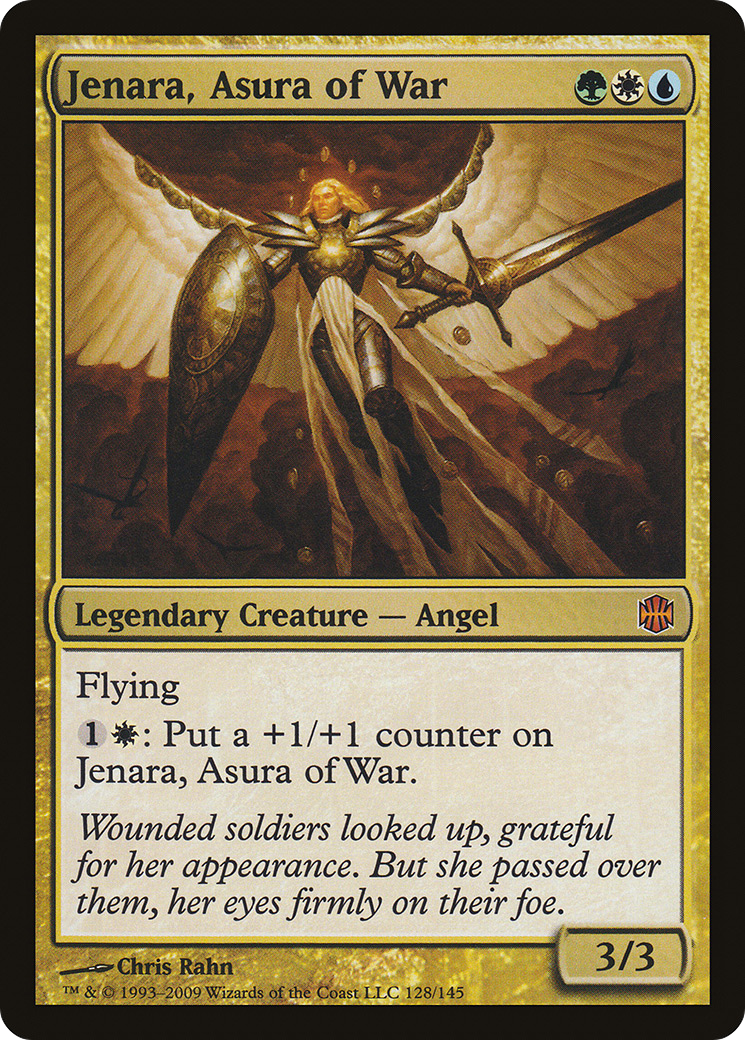 Jenara, Asura of War
Legendary Creature — Angel
Flying
1: Put a +1/+1 counter on
Jenara, Asura of War.
Wounded soldiers looked up, grateful
for her appearance. But she passed over
them, her eyes firmly on their foe.
3/3
Chris Rahn
™ & © 1993–2009 Wizards of the Coast LLC 128/145